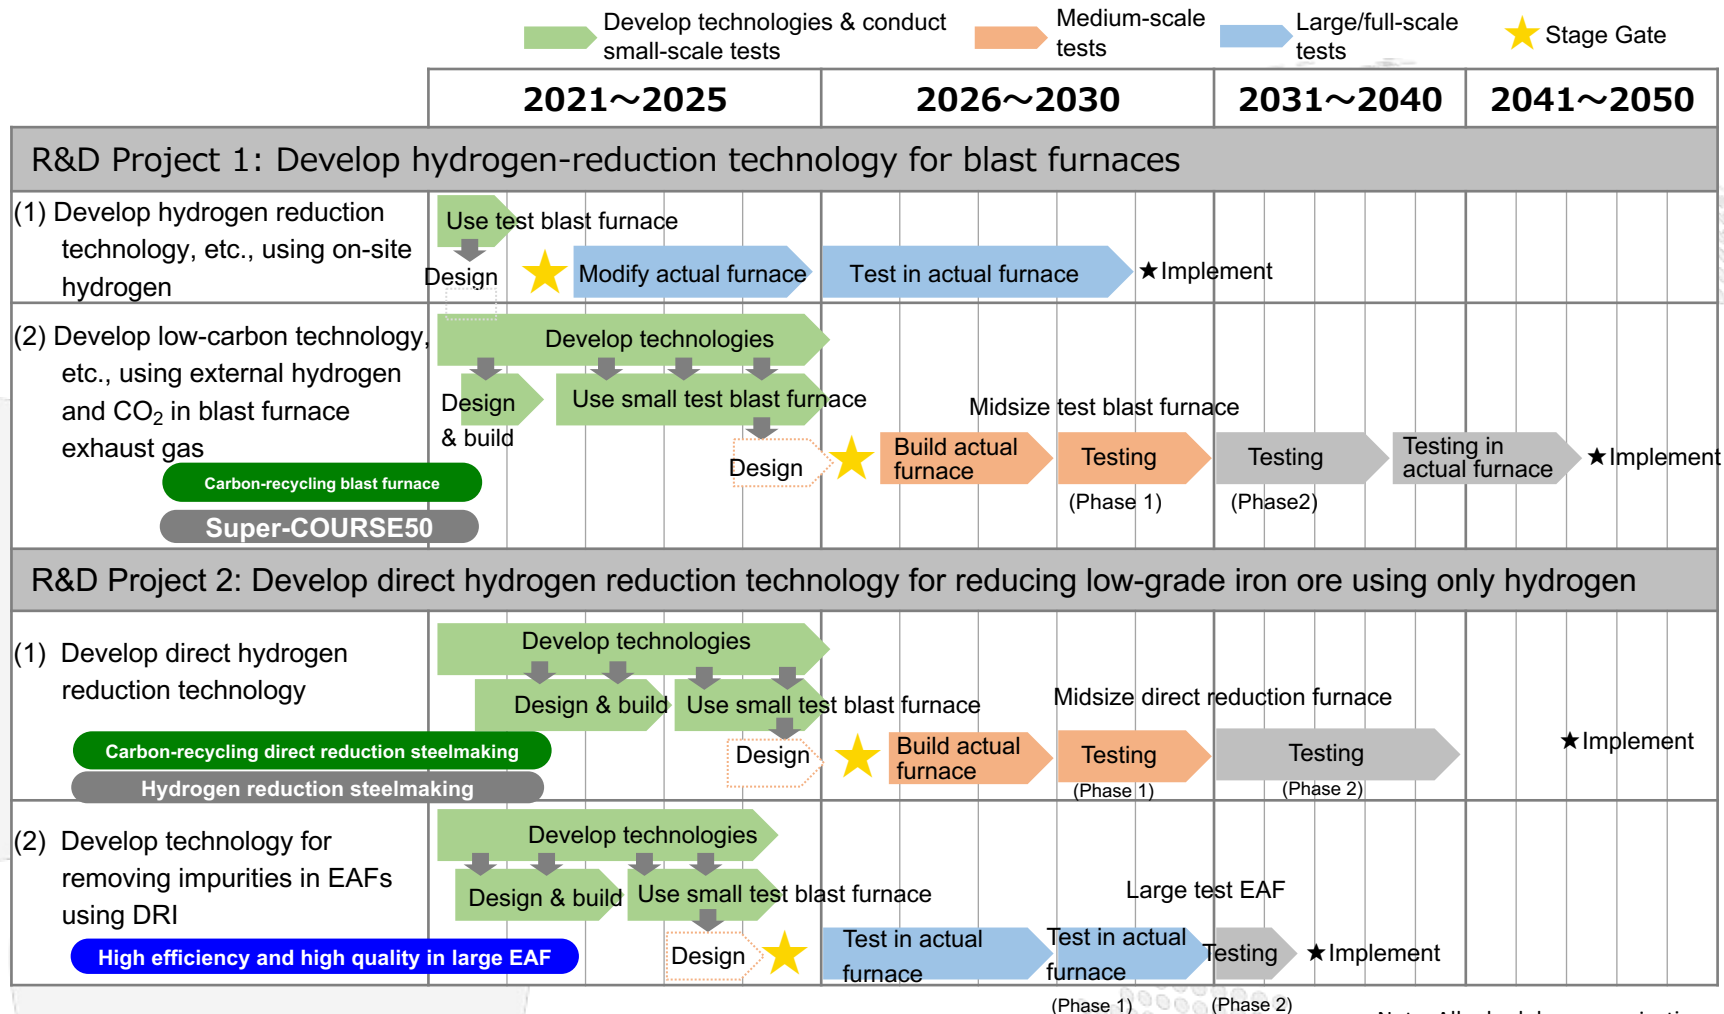 Develop technologies & conduct
small-scale tests
Medium-scale
tests
Large/full-scale
tests
Stage Gate
2021～2025
2026～2030
2031～2040
2041～2050
R&D Project 1: Develop hydrogen-reduction technology for blast furnaces
(1) Develop hydrogen reduction
technology, etc., using on-site
hydrogen
Use test blast furnace
Design
Modify actual furnace
Test in actual furnace
★Implement
(2) Develop low-carbon technology,
etc., using external hydrogen
and CO2 in blast furnace
exhaust gas
Carbon-recycling blast furnace
Super-COURSE50
Develop technologies
Design
& build
Use small test blast furnace
Design
Midsize test blast furnace
Build actual
furnace
Testing
(Phase 1)
Testing
(Phase2)
Testing in
actual furnace
★Implement
R&D Project 2: Develop direct hydrogen reduction technology for reducing low-grade iron ore using only hydrogen
(1) Develop direct hydrogen
reduction technology
Carbon-recycling direct reduction steelmaking
Hydrogen reduction steelmaking
Develop technologies
Design & build
Use small test blast furnace
Design
Midsize direct reduction furnace
Build actual
furnace
Testing
(Phase 1)
Testing
(Phase 2)
★Implement
(2) Develop technology for
removing impurities in EAFs
using DRI
High efficiency and high quality in large EAF
Develop technologies
Design & build
Use small test blast furnace
Design
Large test EAF
Test in actual
furnace
Test in actual
furnace
(Phase 1)
Testing
(Phase 2)
★Implement